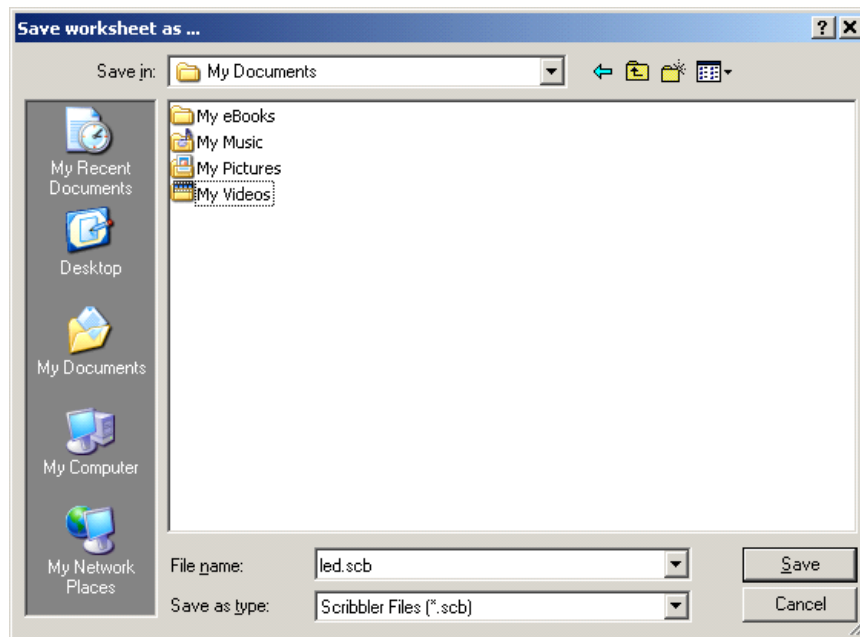 Save worksheet as ...
Save in:
My Documents
My eBooks
My Music
My Pictures
My Videos
My Recent
Documents
Desktop
My Documents
My Computer
My Network
Places
File name:
led.scb
Save
Save as type:
Scribbler Files (*.scb)
Cancel